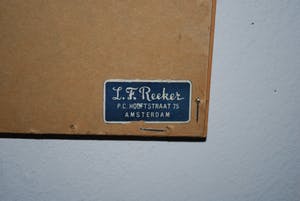 L.F. Reeker
P.C. HOOFTSTRAAT 75
AMSTERDAM